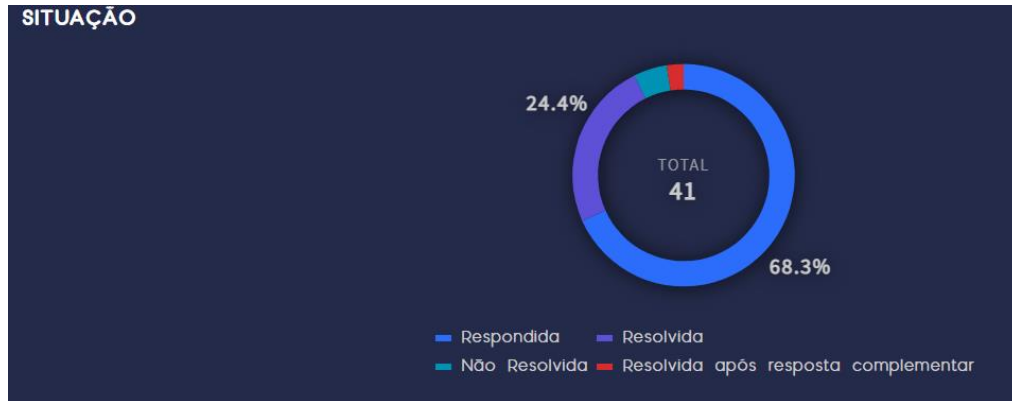 SITUAÇÃO
24.4%
TOTAL
41
68.3%
Respondida Resolvida
Não Resolvida Resolvida após resposta complementar